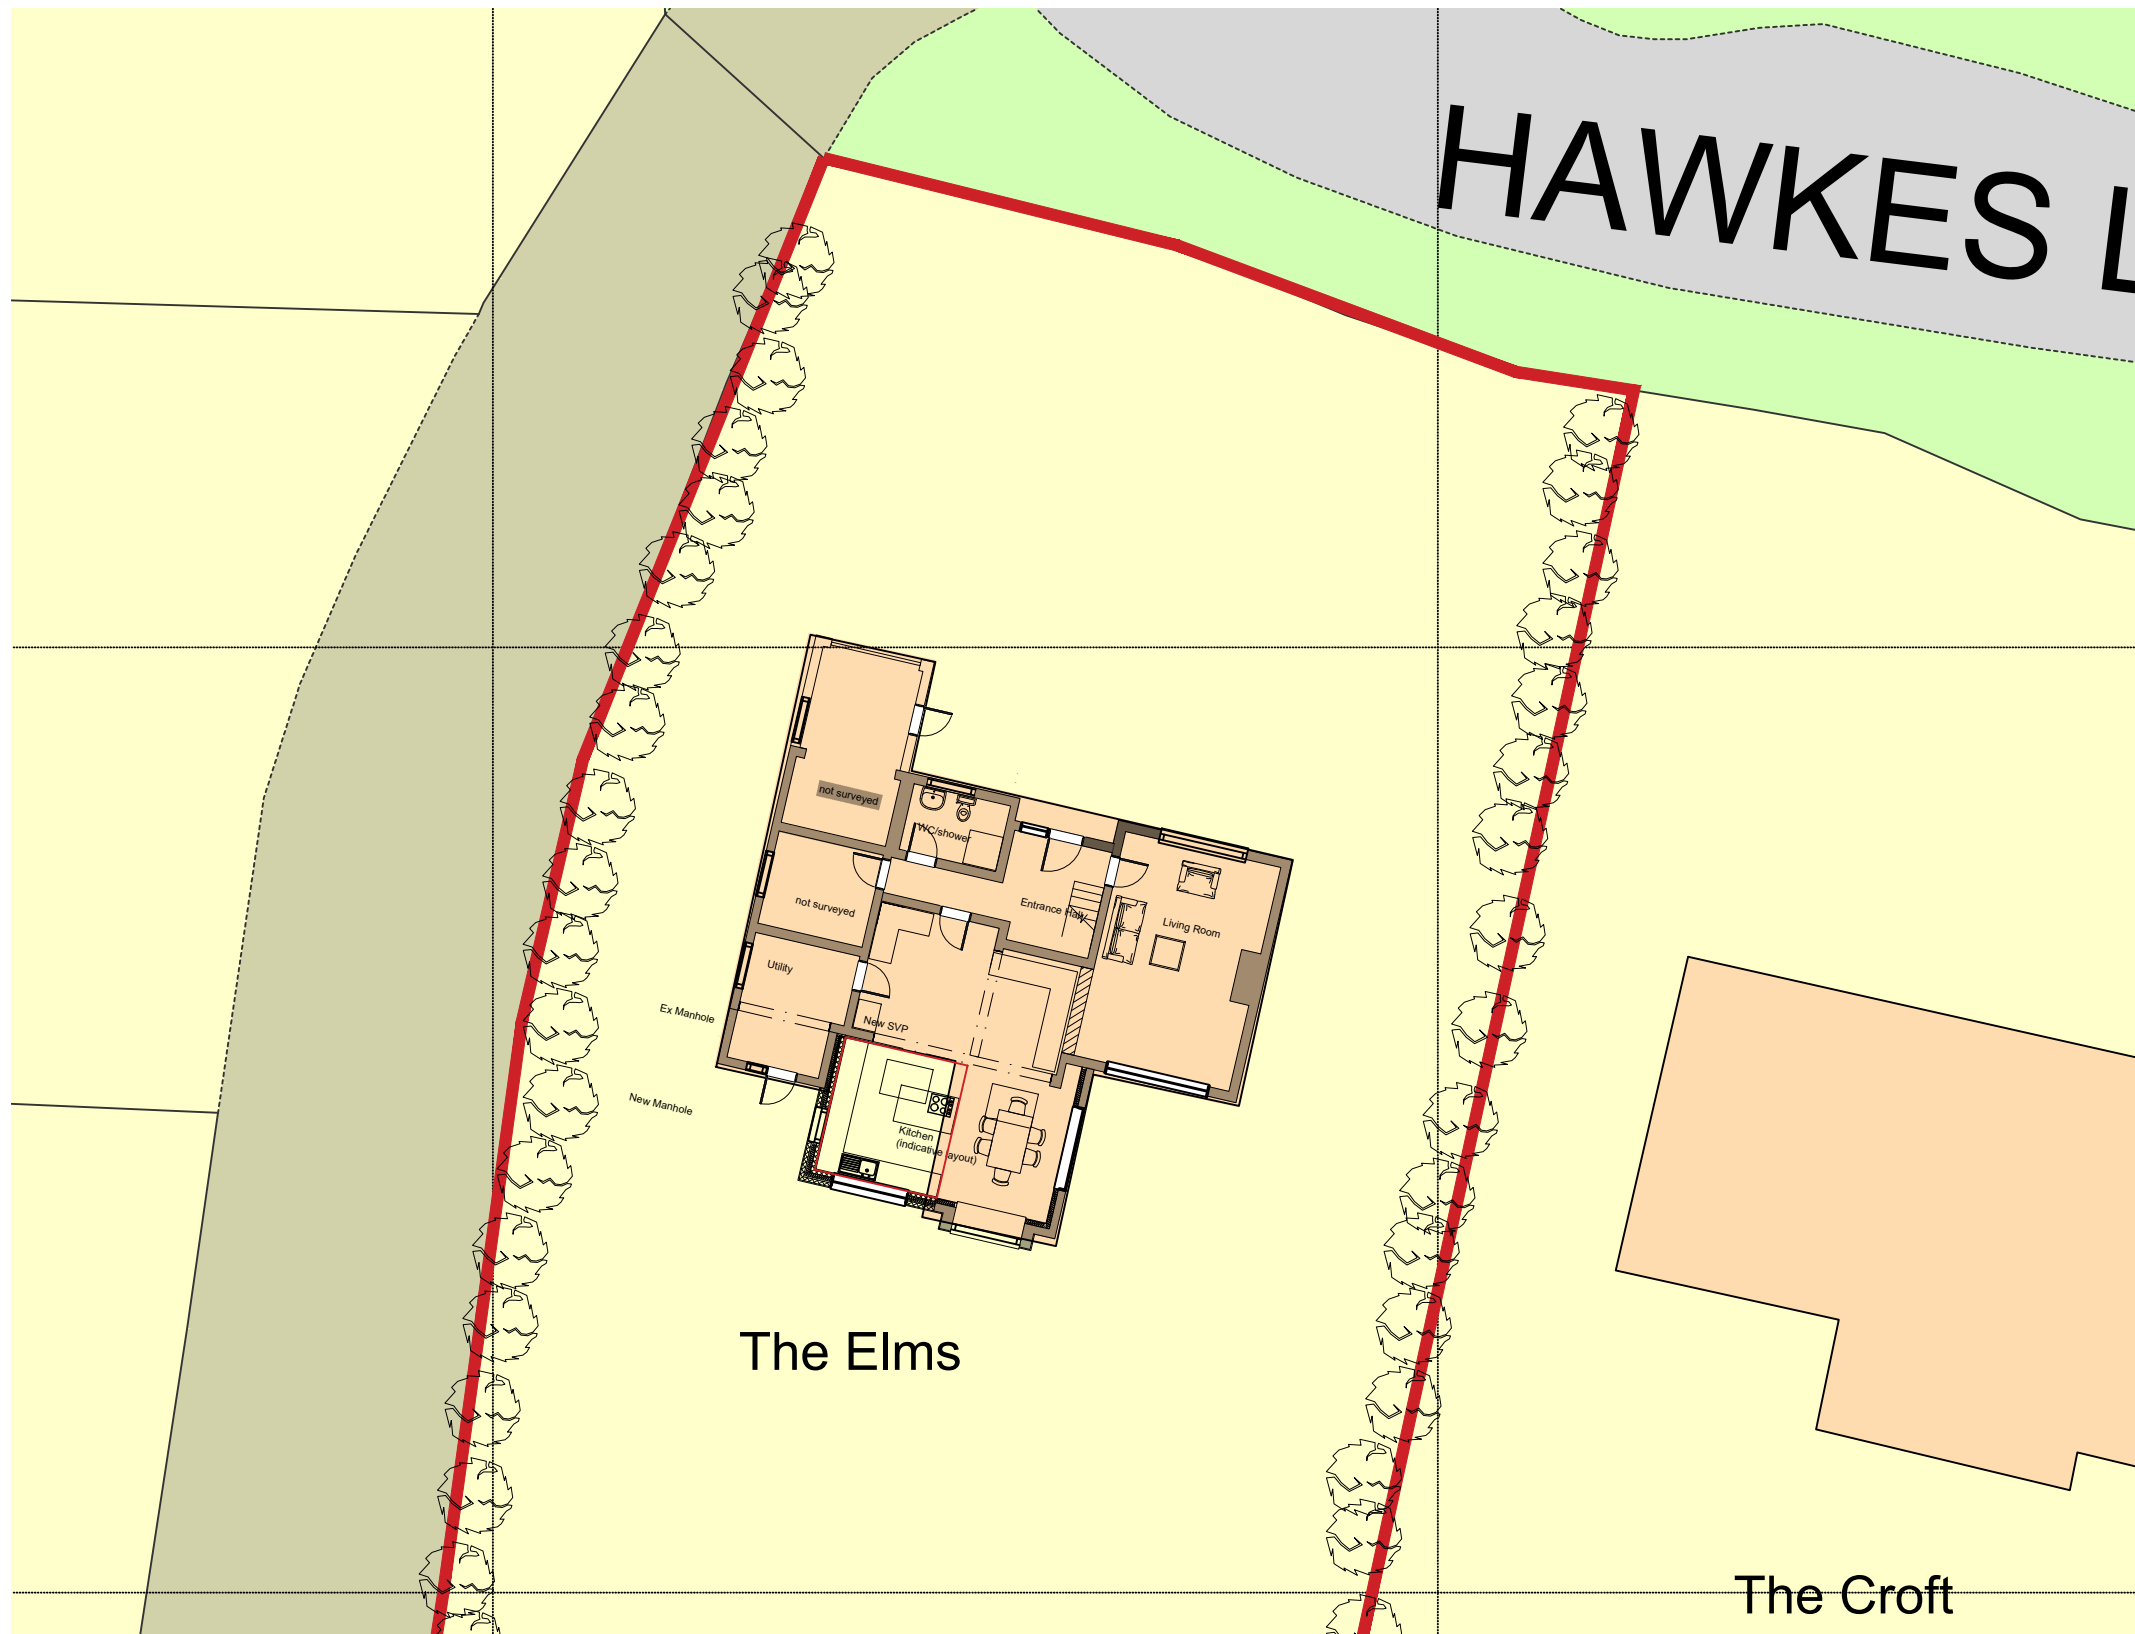 HAWKES L
not surveyed
WC/shower
Entrance Hall
Living Room
not surveyed
Utility
Ex Manhole
New SVP
New Manhole
Kitchen
(indicative layout)
The Elms
The Croft